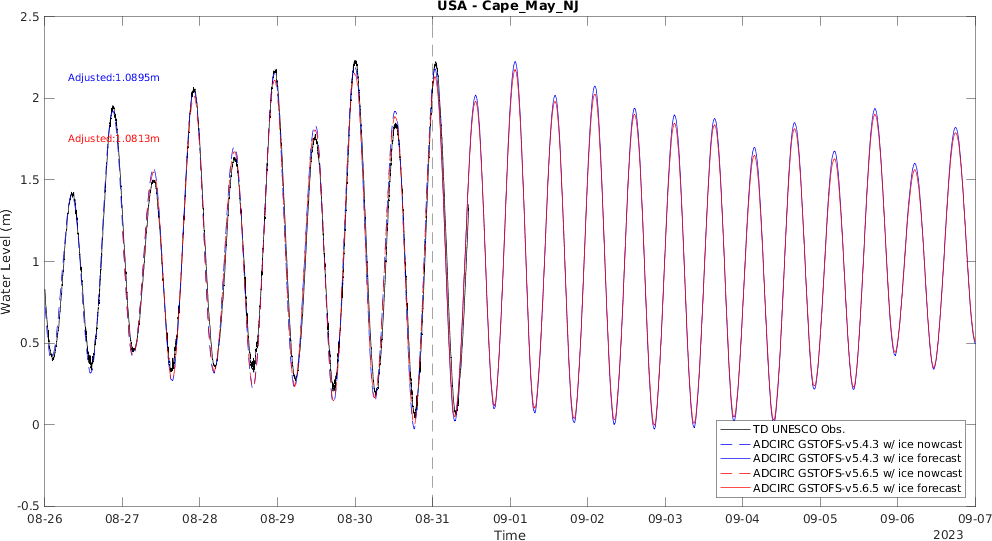 USA - Cape_May_NJ
2.5
2
1.5
1
0.5
0
-0.5
Water Level (m)
Adjusted:1.0895m
Adjusted:1.0813m
TD UNESCO Obs.
ADCIRC GSTOFS-v5.4.3 w/ ice nowcast
ADCIRC GSTOFS-v5.4.3 w/ ice forecast
ADCIRC GSTOFS-v5.6.5 w/ ice nowcast
ADCIRC GSTOFS-v5.6.5 w/ ice forecast
08-26 08-27 08-28 08-29 08-30 08-31 09-01 09-02 09-03 09-04 09-05 09-06 09-07
Time
2023